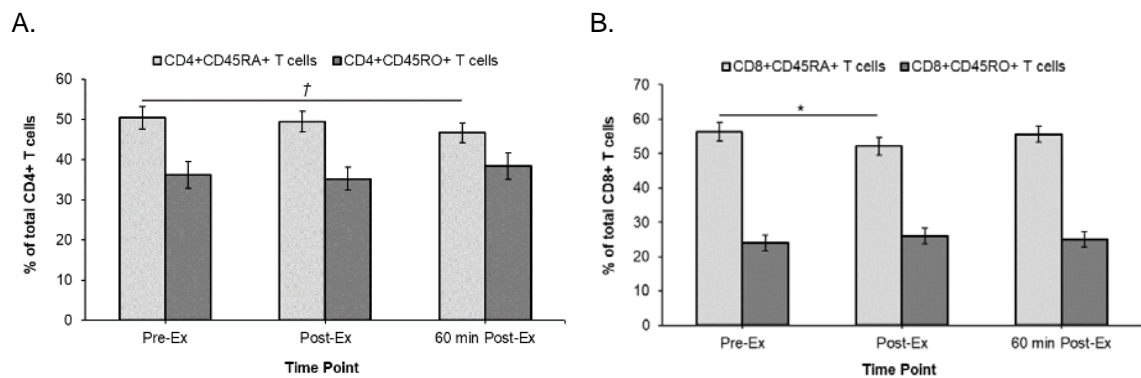 A.
CD4+CD45RA+ T cells CD4+CD45RO+ T cells
% of total CD4+ T cells
60
50
40
30
20
10
0
†
Pre-Ex Post-Ex 60 min Post-Ex
Time Point
B.
CD8+CD45RA+ T cells CD8+CD45RO+ T cells
% of total CD8+ T cells
70
60
50
40
30
20
10
0
*
Pre-Ex Post-Ex 60 min Post-Ex
Time Point